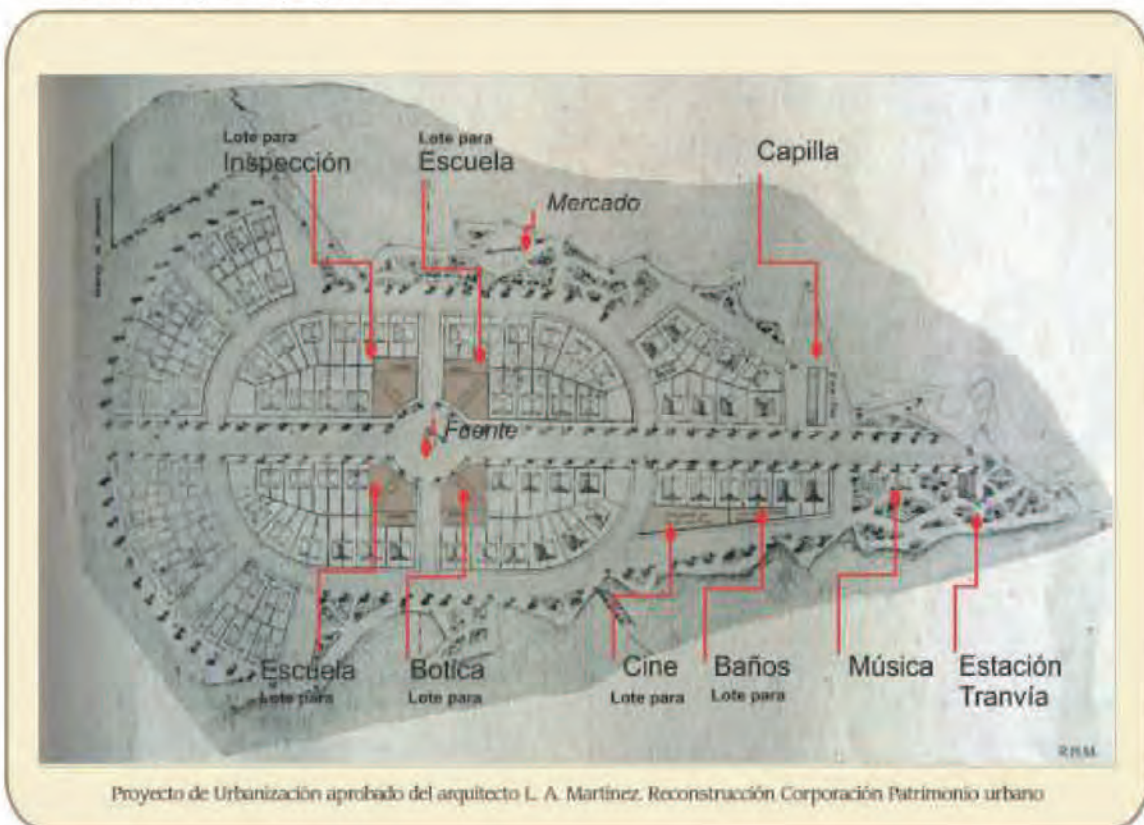 Lote para
Inspección
Lote para
Escuela
Mercado
Capilla
Fuente
Escuela
Lote para
Botica
Lote para
Cine
Lote para
Baños
Lote para
Música
Estación
Tranvía
R.H.M.
Proyecto de Urbanización aprobado del arquitecto L. A. Martínez. Reconstrucción Corporación Patrimonio urbano